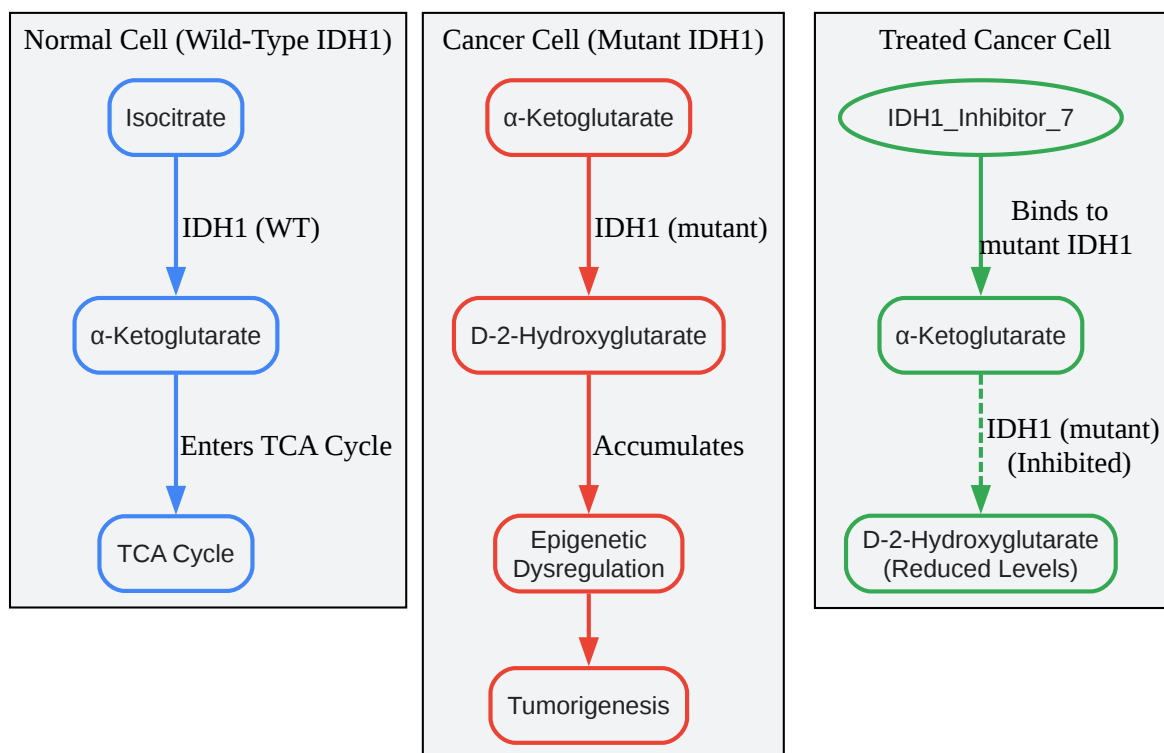 Normal Cell (Wild-Type IDH1)
Isocitrate
IDH1 (WT)
α-Ketoglutarate
Enters TCA Cycle
TCA Cycle
Cancer Cell (Mutant IDH1)
α-Ketoglutarate
IDH1 (mutant)
D-2-Hydroxyglutarate
Accumulates
Epigenetic
Dysregulation
Tumorigenesis
Treated Cancer Cell
IDH1_Inhibitor_7
Binds to
mutant IDH1
α-Ketoglutarate
IDH1 (mutant)
(Inhibited)
D-2-Hydroxyglutarate
(Reduced Levels)